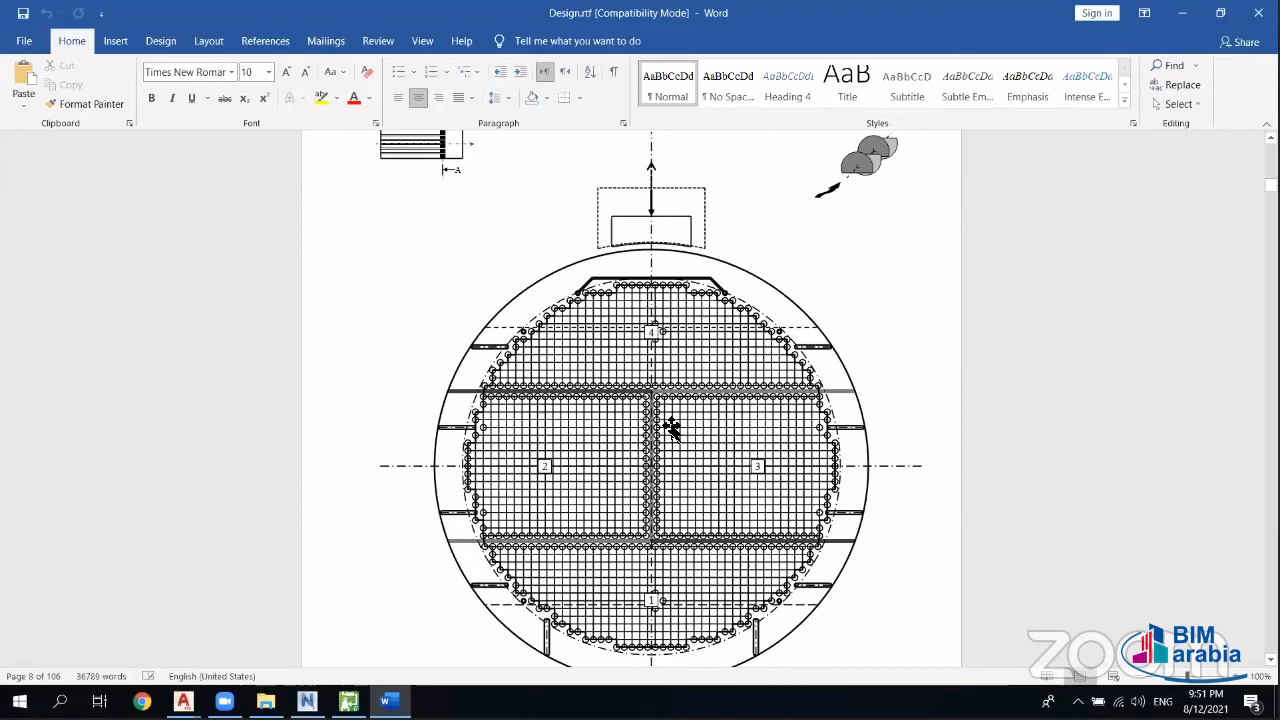 Design.rtf [Compatibility Mode] - Word
Sign in
File
Home
Insert
Design
Layout
References
Mailings
Review
View
Help
Tell me what you want to do
Share
Paste
Cut
Copy
Format Painter
Clipboard
Times New Romar
10
Font
Paragraph
AaBbCcDd
¶ Normal
AaBbCcDd
¶ No Spac...
AaBbCcDdI
Heading 4
AaB
Title
AaBbCcD
Subtitle
AaBbCcDd
Subtle Em...
AaBbCcDd
Emphasis
AaBbCcDd
Intense E...
Styles
Find
Replace
Select
Editing
A
4
2
3
1
zoom
BIM
arabia
Page 8 of 106
36789 words
English (United States)
100%
ENG
9:51 PM
8/12/2021
3